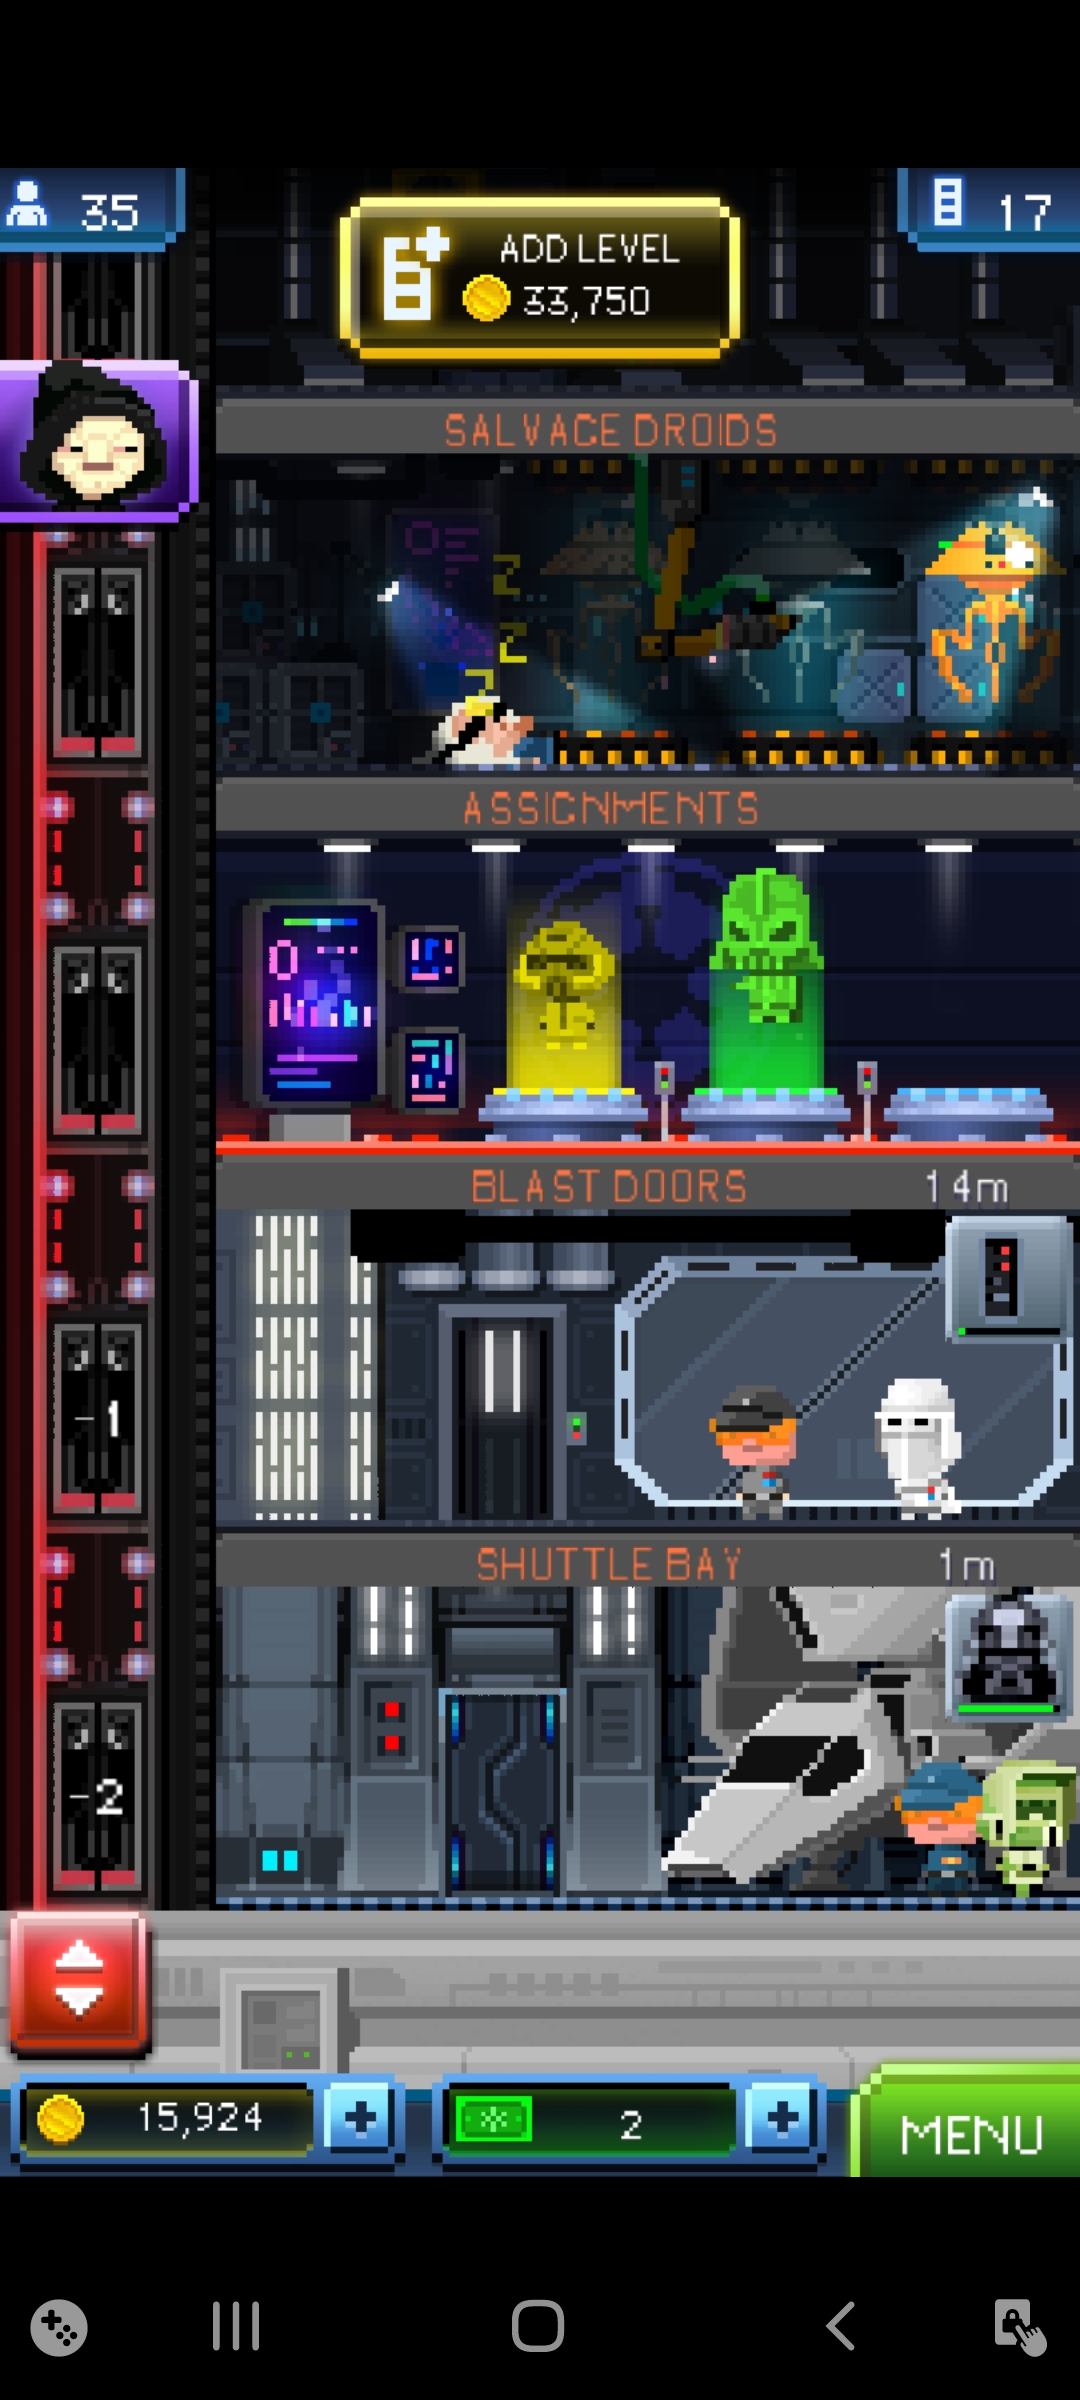 35
ADD LEVEL
33,750
17
SALVAGE DROIDS
Z
Z
Z
ASSIGNMENTS
BLAST DOORS
14m
-1
SHUTTLE BAY
1m
-2
15,924
2
MENU